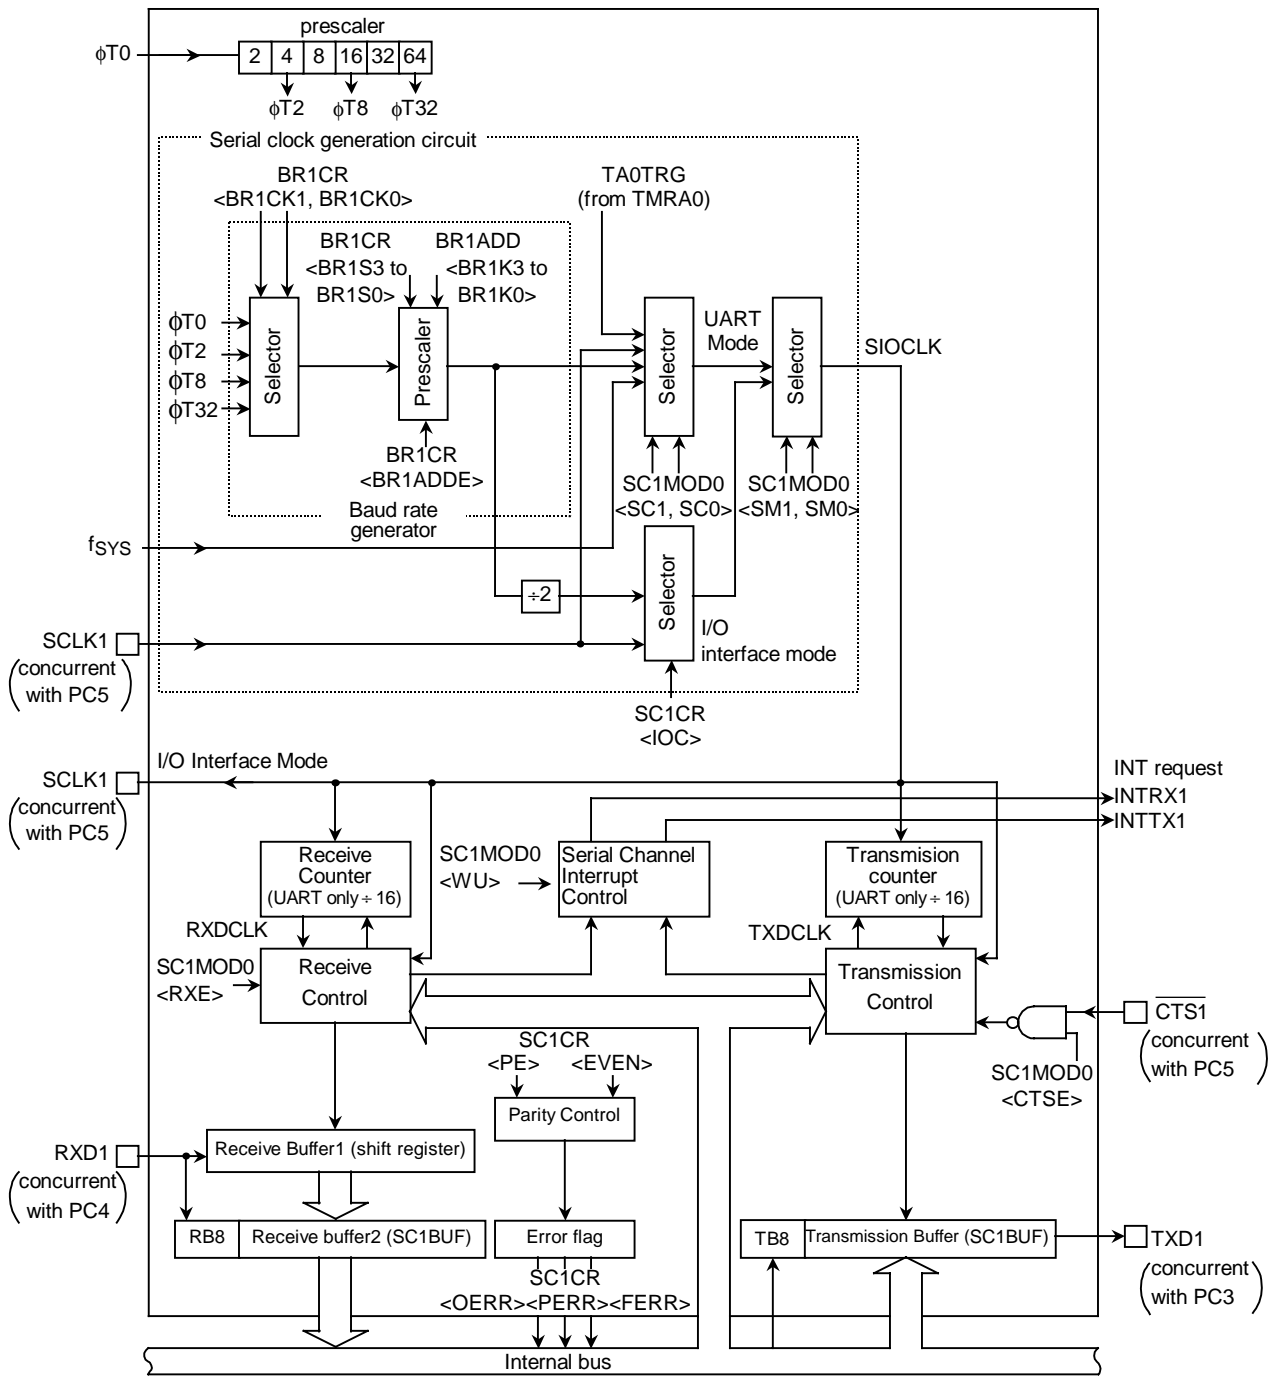 prescaler
ϕT0
2 4 8 16 32 64
ϕT2 ϕT8 ϕT32
Serial clock generation circuit
BR1CR
<BR1CK1, BR1CK0>
TA0TRG
(from TMRA0)
BR1CR
<BR1S3 to
BR1S0>
BR1ADD
<BR1K3 to
BR1K0>
ϕT0
ϕT2
ϕT8
ϕT32
Selector
Prescaler
Selector
UART
Mode
Selector
SIOCLK
BR1CR
<BR1ADDE>
SC1MOD0
<SC1, SC0>
SC1MOD0
<SM1, SM0>
Baud rate
generator
fSYS
÷2
Selector
I/O
interface mode
SCLK1
(concurrent
with PC5)
SC1CR
<IOC>
I/O Interface Mode
SCLK1
(concurrent
with PC5)
INT request
INTRX1
INTTX1
Receive
Counter
(UART only ÷ 16)
SC1MOD0
<WU>
Serial Channel
Interrupt
Control
Transmision
counter
(UART only ÷ 16)
RXDCLK
TXDCLK
SC1MOD0
<RXE>
Receive
Control
Transmission
Control
CTS1
(concurrent
with PC5)
SC1MOD0
<CTSE>
SC1CR
<PE> <EVEN>
Parity Control
RXD1
(concurrent
with PC4)
Receive Buffer1 (shift register)
RB8 Receive buffer2 (SC1BUF)
Error flag
TB8 Transmission Buffer (SC1BUF)
TXD1
(concurrent
with PC3)
SC1CR
<OERR><PERR><FERR>
Internal bus